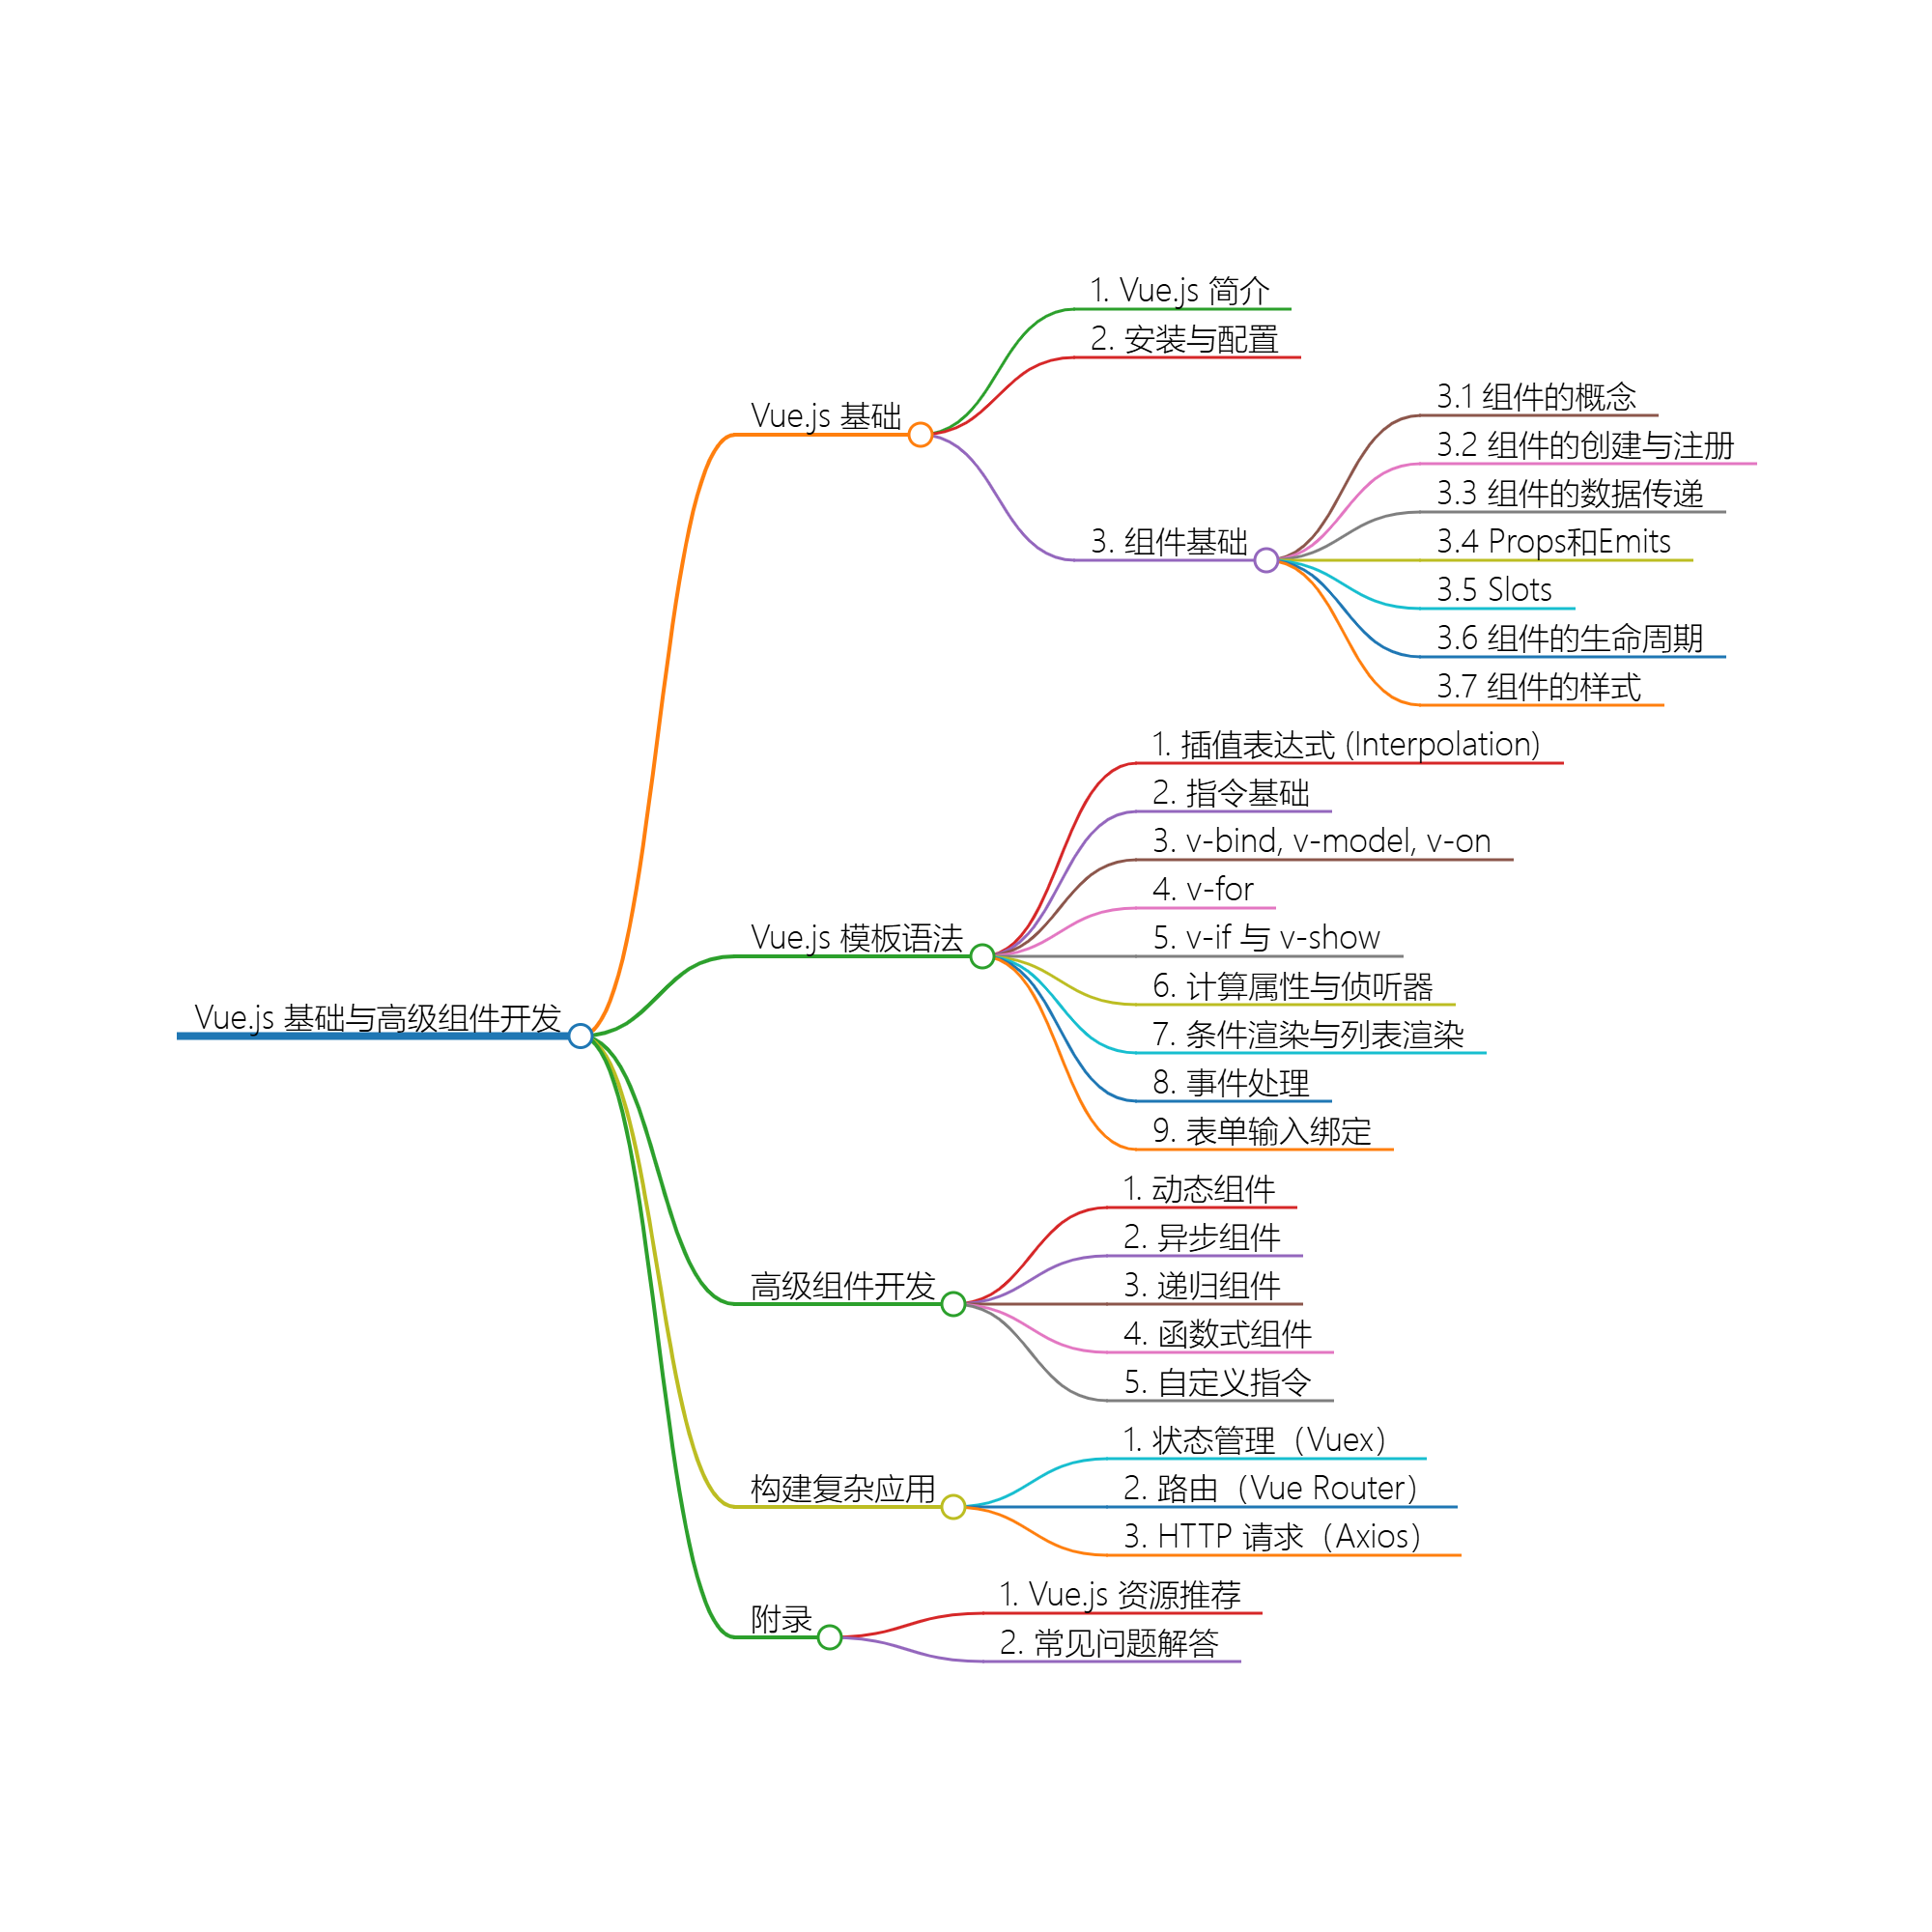 Vue.js 基础与高级组件开发
Vue.js 基础
1. Vue.js 简介
2. 安装与配置
3. 组件基础
3.1 组件的概念
3.2 组件的创建与注册
3.3 组件的数据传递
3.4 Props和Emits
3.5 Slots
3.6 组件的生命周期
3.7 组件的样式
Vue.js 模板语法
1. 插值表达式 (Interpolation)
2. 指令基础
3. v-bind, v-model, v-on
4. v-for
5. v-if 与 v-show
6. 计算属性与侦听器
7. 条件渲染与列表渲染
8. 事件处理
9. 表单输入绑定
高级组件开发
1. 动态组件
2. 异步组件
3. 递归组件
4. 函数式组件
5. 自定义指令
构建复杂应用
1. 状态管理（Vuex）
2. 路由（Vue Router）
3. HTTP 请求（Axios）
附录
1. Vue.js 资源推荐
2. 常见问题解答